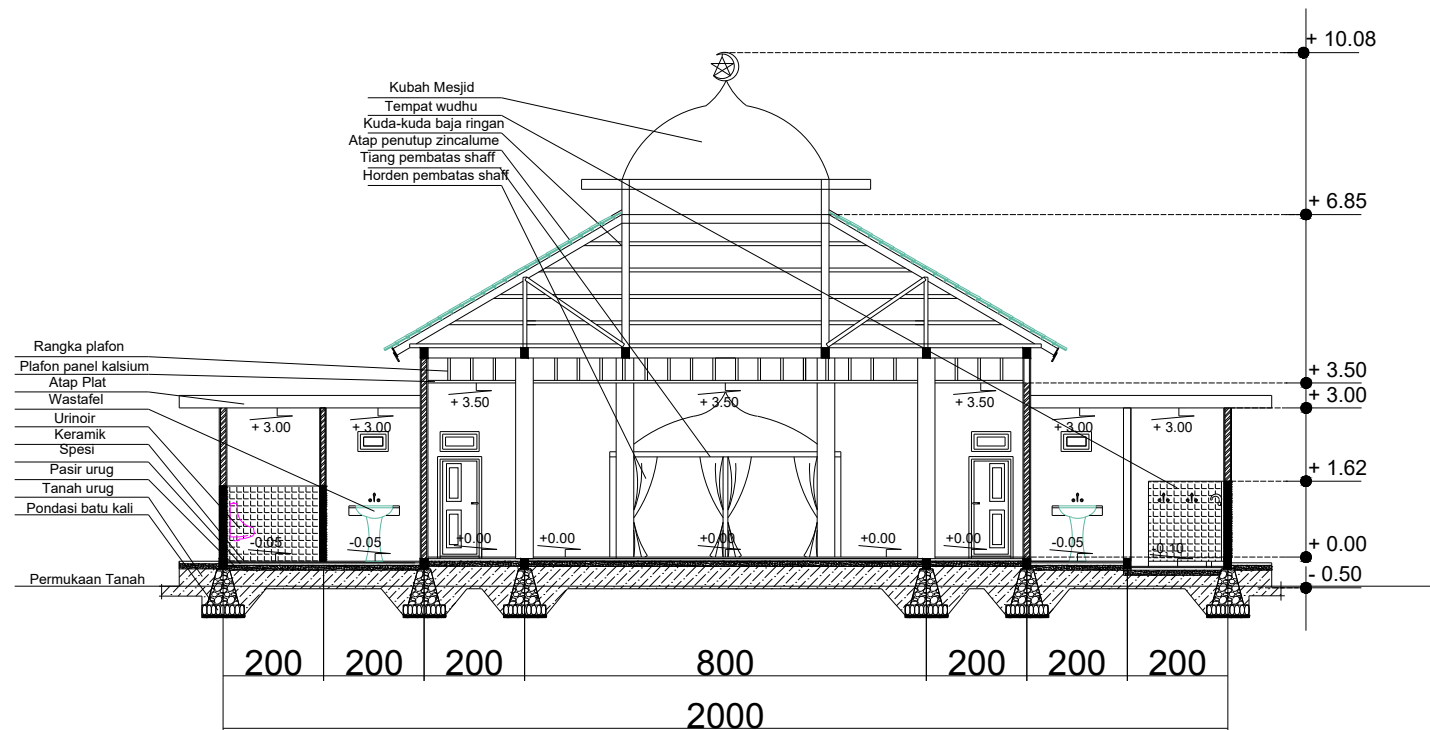 + 10.08
Kubah Mesjid
Tempat wudhu
Kuda-kuda baja ringan
Atap penutup zincalume
Tiang pembatas shaff
Horden pembatas shaff
+ 6.85
Rangka plafon
Plafon panel kalsium
Atap Plat
Wastafel
Urinoir
Keramik
Spesi
Pasir urug
Tanah urug
Pondasi batu kali
Permukaan Tanah
+ 3.50
+ 3.00
+ 3.50 + 3.50 + 3.50
+ 3.00 + 3.00 + 3.00 + 3.00
+ 1.62
-0.05 -0.05 +0.00 +0.00 +0.00 +0.00 +0.00 -0.05 -0.10
+ 0.00
- 0.50
200 200 200 800 200 200 200
2000